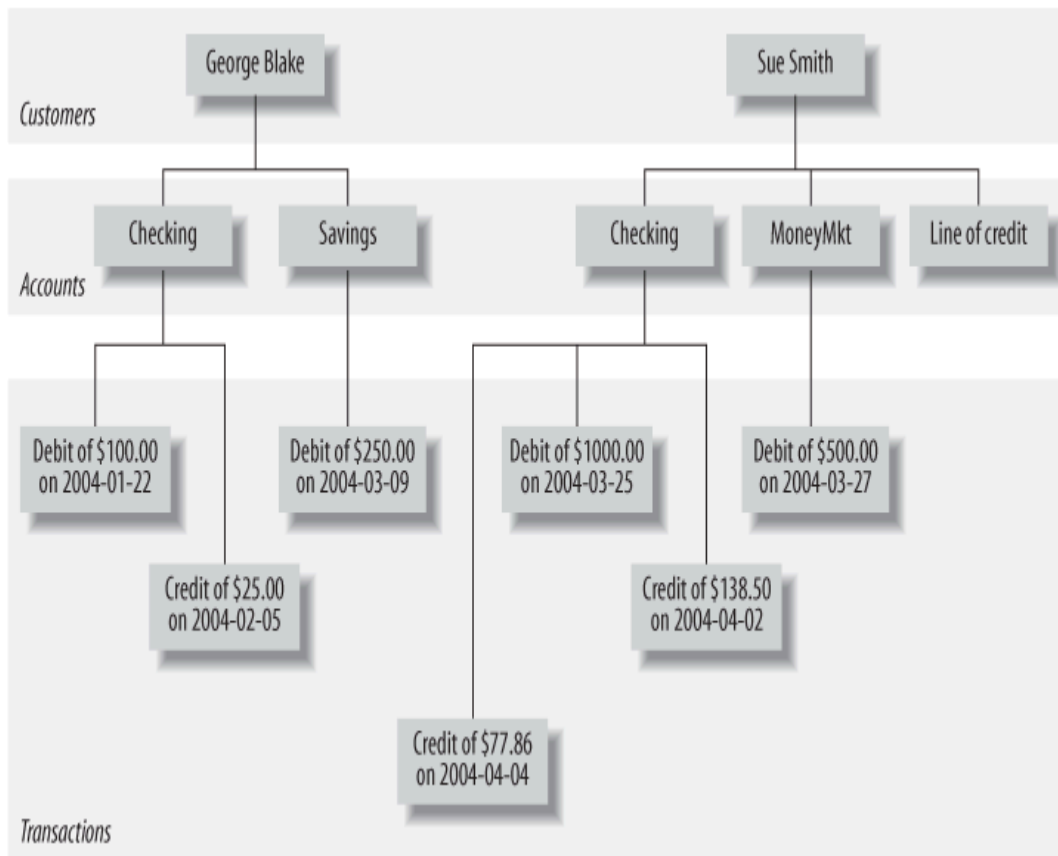 George Blake
Sue Smith
Customers
Checking
Savings
Checking
MoneyMkt
Line of credit
Accounts
Debit of $100.00
on 2004-01-22
Debit of $250.00
on 2004-03-09
Debit of $1000.00
on 2004-03-25
Debit of $500.00
on 2004-03-27
Credit of $25.00
on 2004-02-05
Credit of $138.50
on 2004-04-02
Credit of $77.86
on 2004-04-04
Transactions